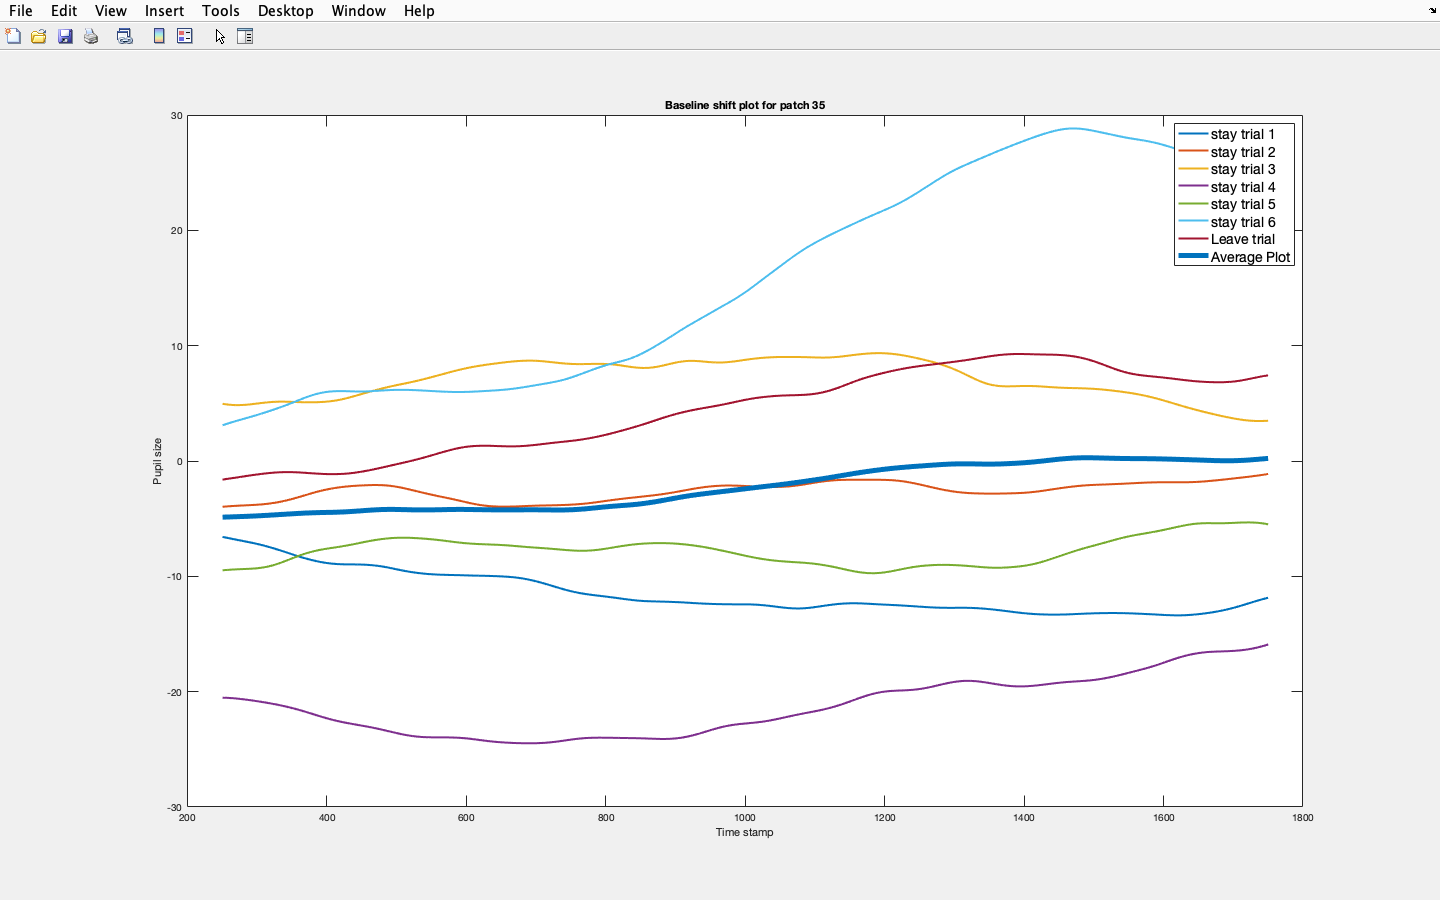 File Edit View Insert Tools Desktop Window Help
Baseline shift plot for patch 35
30
20
10
0
-10
-20
-30
Pupil size
200 400 600 800 1000 1200 1400 1600 1800
Time stamp
stay trial 1
stay trial 2
stay trial 3
stay trial 4
stay trial 5
stay trial 6
Leave trial
Average Plot